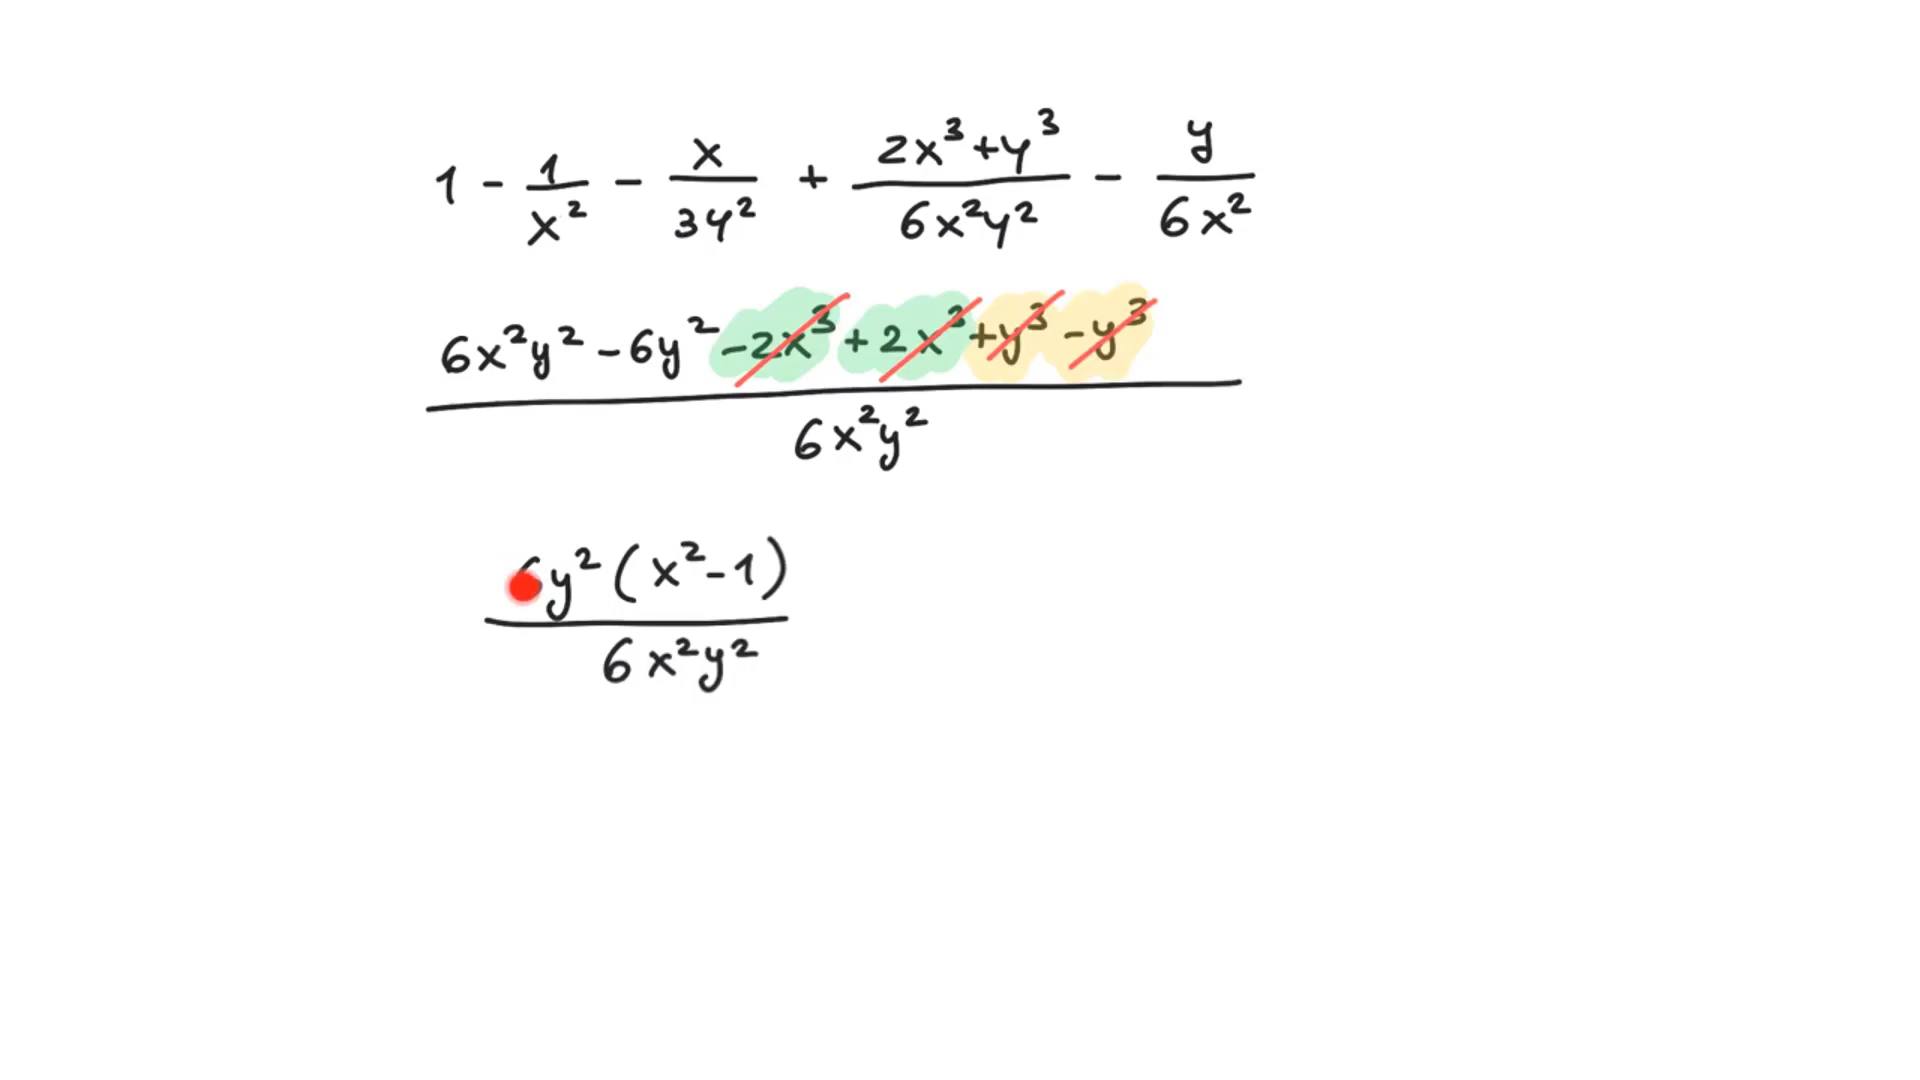 1 - 1/x² - x/3y² + (2x³+y³)/(6x²y²) - y/6x²
(6x²y² - 6y² - 2x³ + 2x³ + y³ - y³)/(6x²y²)
6y²(x²-1)/(6x²y²)